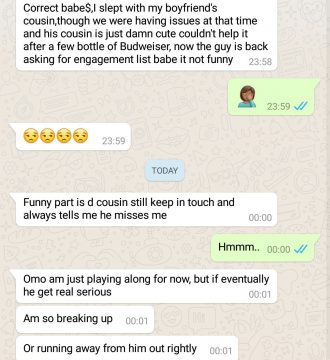 Correct babe$,I slept with my boyfriend's
cousin,though we were having issues at that time
and his cousin is just damn cute couldn't help it
after a few bottle of Budweiser, now the guy is back
asking for engagement list babe it not funny
23:58
23:59
23:59
TODAY
Funny part is d cousin still keep in touch and
always tells me he misses me
00:00
Hmmm.. 00:00
Omo am just playing along for now, but if eventually
he get real serious
00:01
Am so breaking up 00:01
Or running away from him out rightly 00:01